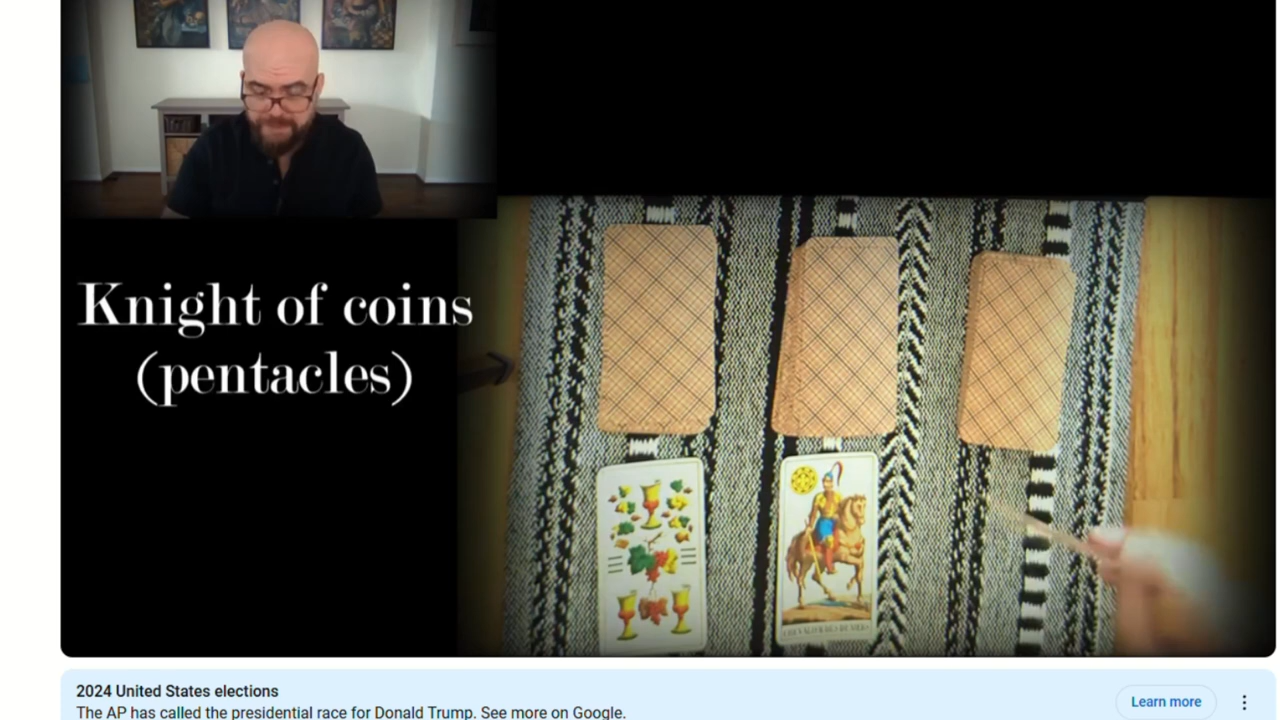 Knight of coins
(pentacles)
2024 United States elections
The AP has called the presidential race for Donald Trump. See more on Google.
Learn more